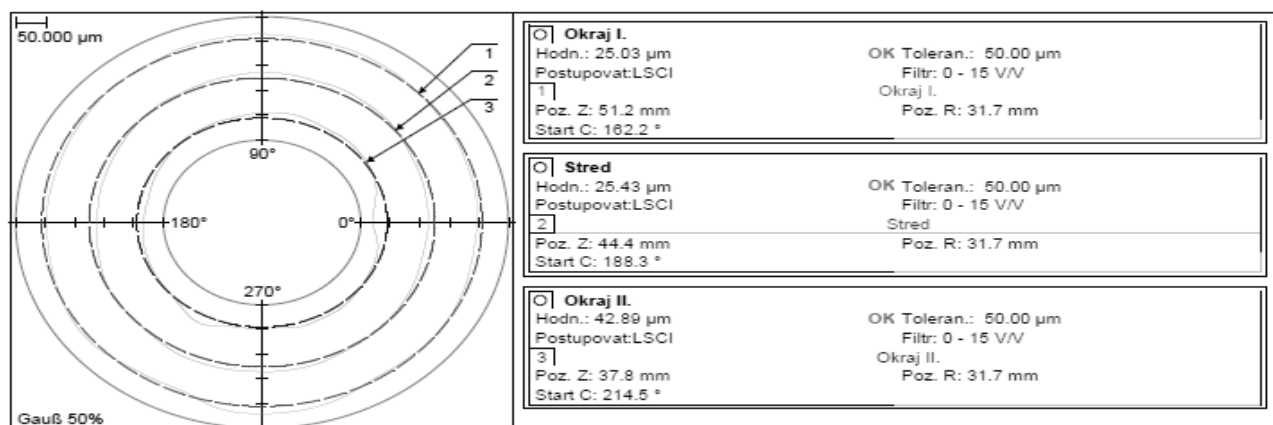 50.000 µm
1
2
3
90°
180°
0°
270°
Gauß 50%
Okraj I.
Hodn.: 25.03 µm OK Toleran.: 50.00 µm
Postupovat:LSCI Filtr: 0 - 15 V/V
1 Okraj I.
Poz. Z: 51.2 mm Poz. R: 31.7 mm
Start C: 162.2 °
Stred
Hodn.: 25.43 µm OK Toleran.: 50.00 µm
Postupovat:LSCI Filtr: 0 - 15 V/V
2 Stred
Poz. Z: 44.4 mm Poz. R: 31.7 mm
Start C: 188.3 °
Okraj II.
Hodn.: 42.89 µm OK Toleran.: 50.00 µm
Postupovat:LSCI Filtr: 0 - 15 V/V
3 Okraj II.
Poz. Z: 37.8 mm Poz. R: 31.7 mm
Start C: 214.5 °